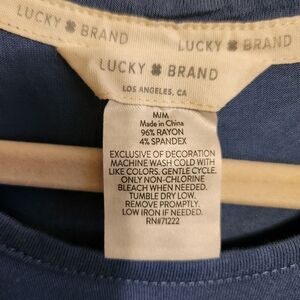 LUCKY BRAND
LUCKY BRAND
LUCKY BRAND
LOS ANGELES, CA
M/M
Made in China
96% RAYON
4% SPANDEX
EXCLUSIVE OF DECORATION
MACHINE WASH COLD WITH
LIKE COLORS. GENTLE CYCLE.
ONLY NON-CHLORINE
BLEACH WHEN NEEDED.
TUMBLE DRY LOW.
REMOVE PROMPTLY.
LOW IRON IF NEEDED.
RN#71222